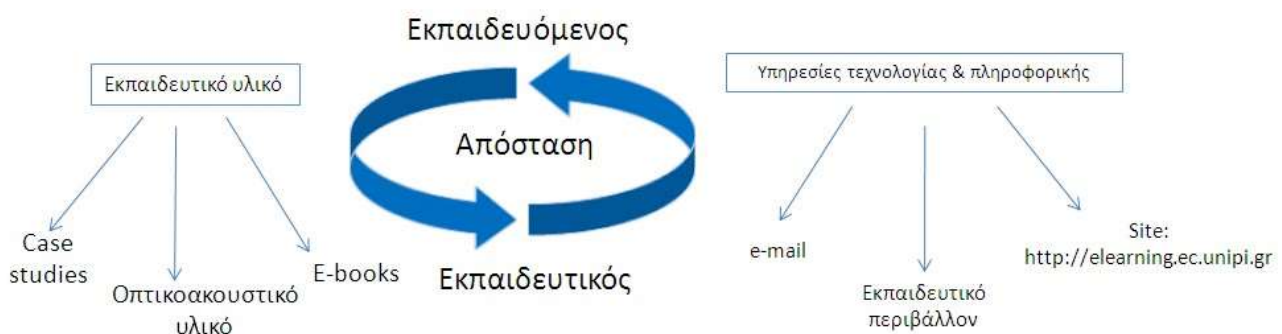 Εκπαιδευόμενος
Εκπαιδευτικό υλικό
Υπηρεσίες τεχνολογίας & πληροφορικής
Απόσταση
Case
studies
Οπτικοακουστικό
υλικό
E-books
Εκπαιδευτικός
e-mail
Εκπαιδευτικό
περιβάλλον
Site:
http://elearning.ec.unipi.gr